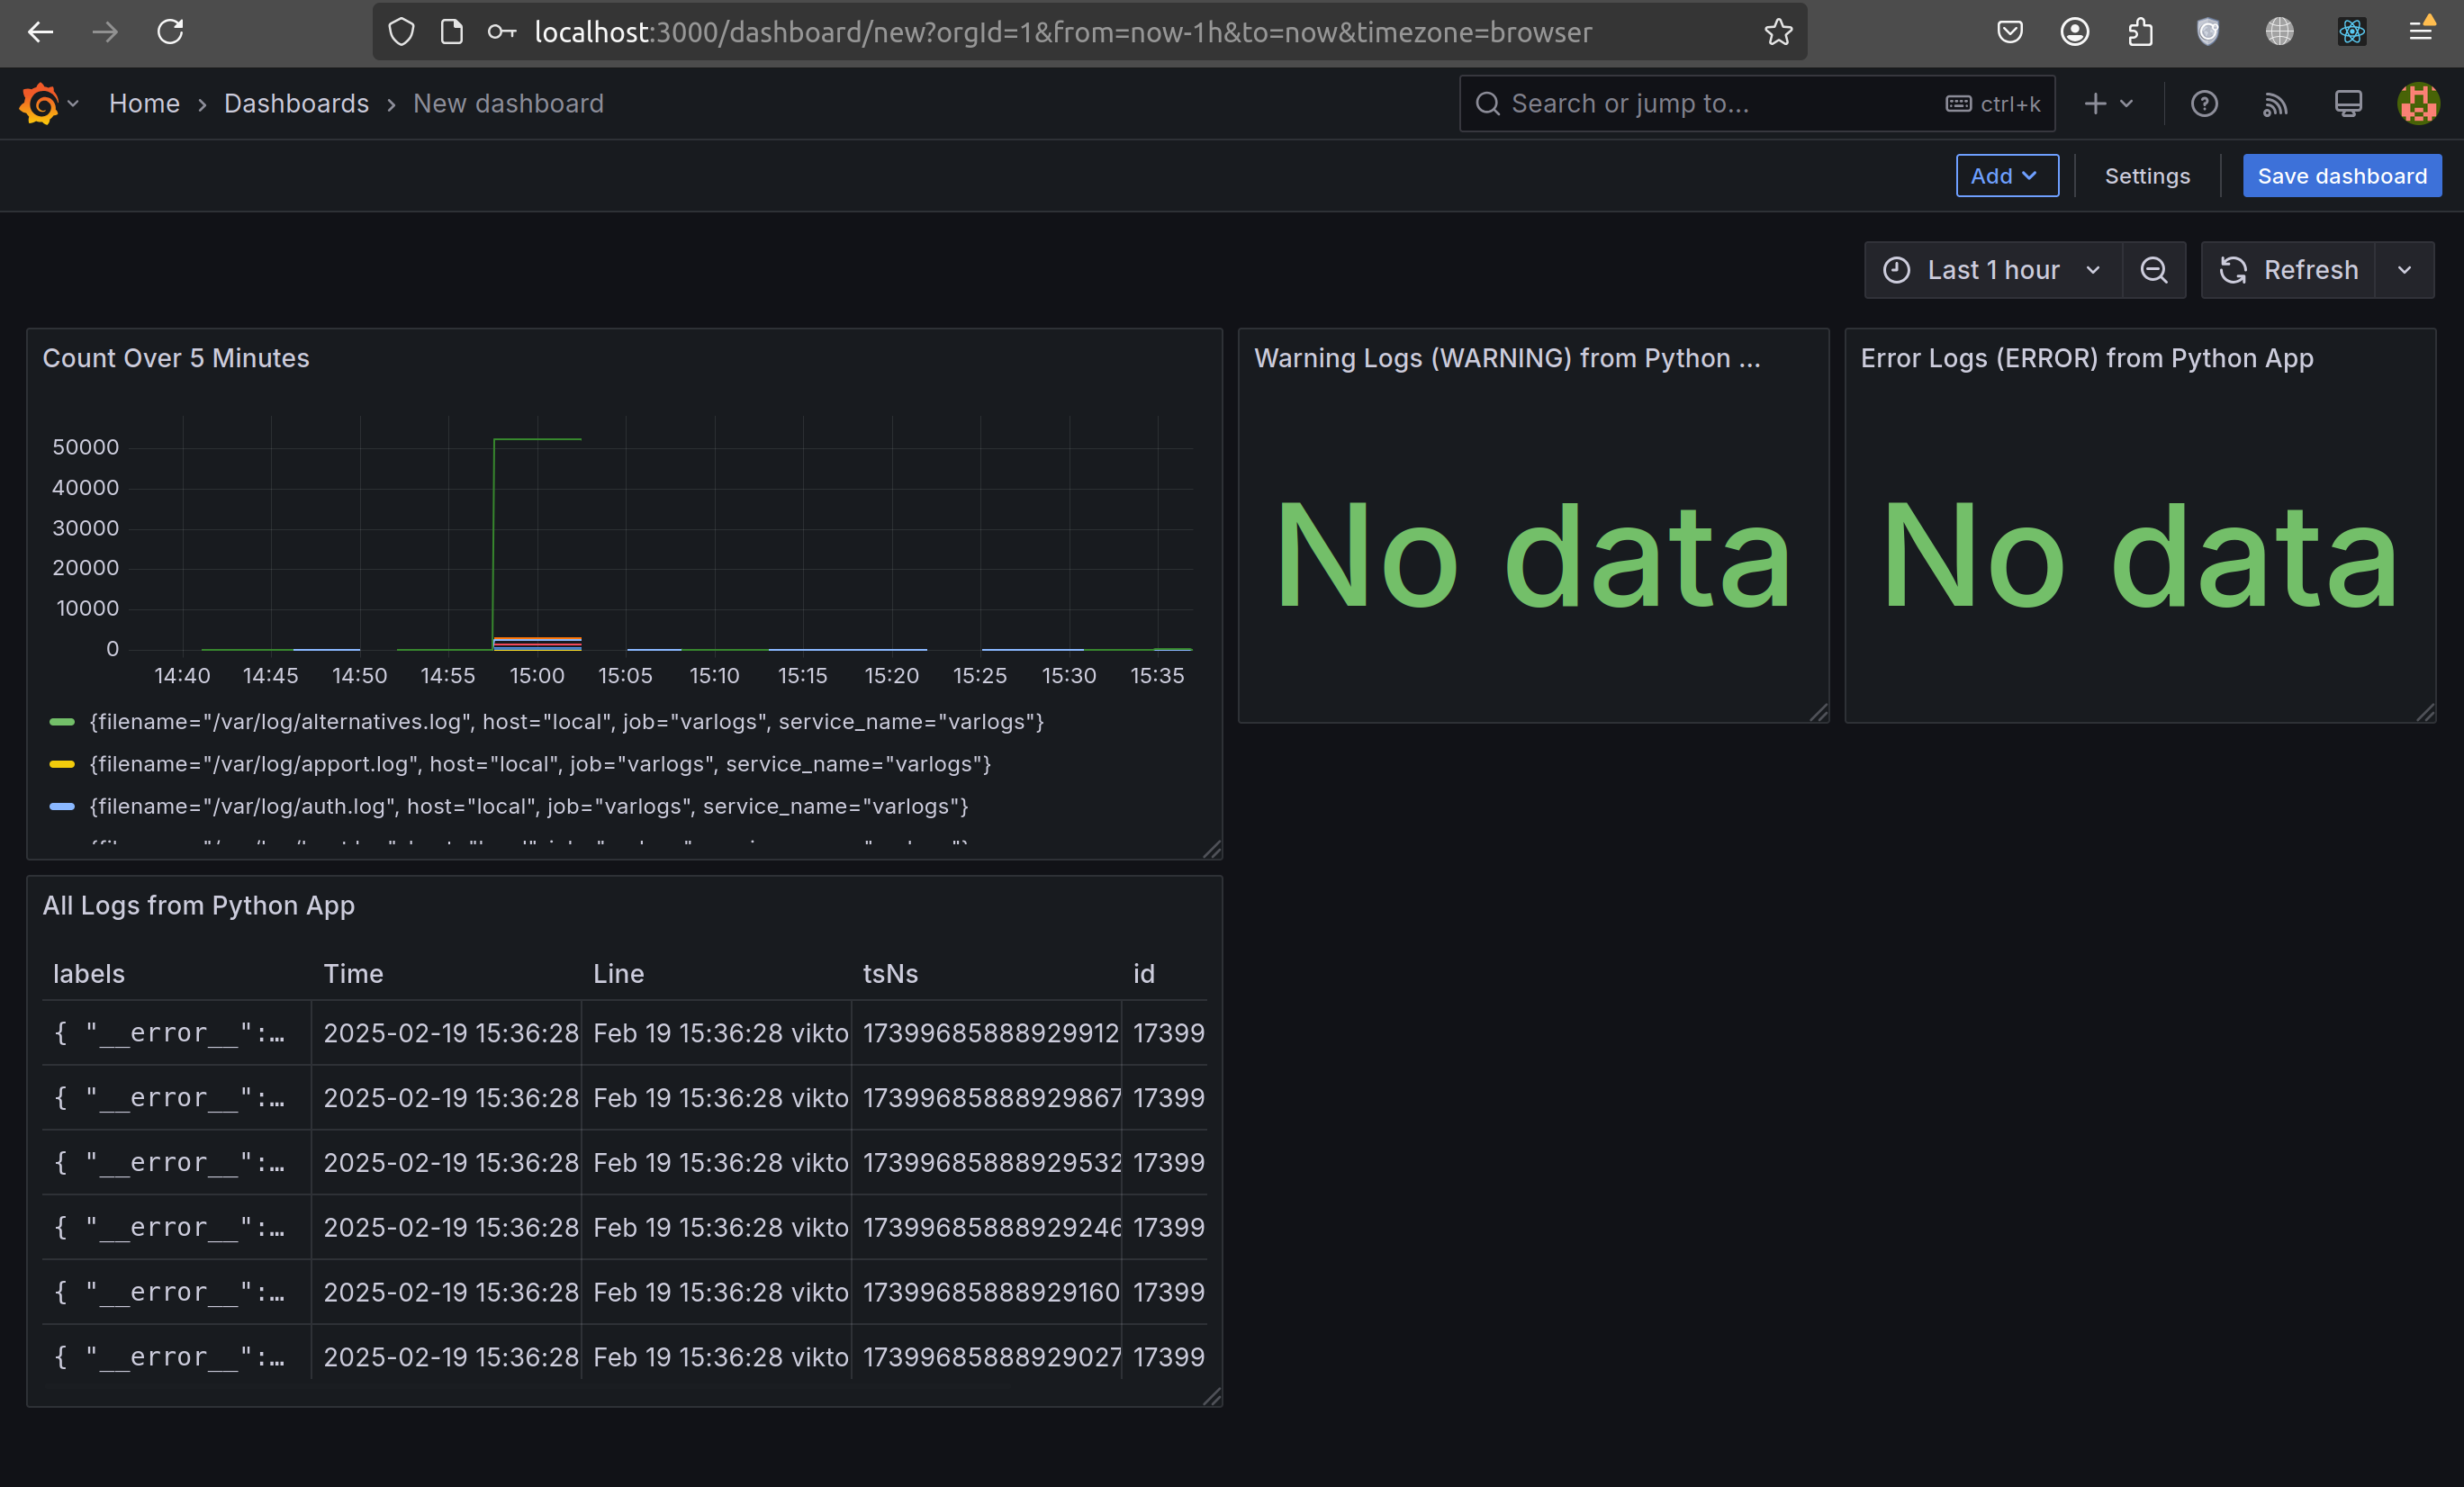 localhost:3000/dashboard/new?orgId=1&from=now-1h&to=now&timezone=browser
Home › Dashboards › New dashboard
Search or jump to... ctrl+k
Add
Settings
Save dashboard
Last 1 hour
Refresh
Count Over 5 Minutes
50000
40000
30000
20000
10000
0
14:40 14:45 14:50 14:55 15:00 15:05 15:10 15:15 15:20 15:25 15:30 15:35
{filename="/var/log/alternatives.log", host="local", job="varlogs", service_name="varlogs"}
{filename="/var/log/apport.log", host="local", job="varlogs", service_name="varlogs"}
{filename="/var/log/auth.log", host="local", job="varlogs", service_name="varlogs"}
Warning Logs (WARNING) from Python ...
No data
Error Logs (ERROR) from Python App
No data
All Logs from Python App
labels Time Line tsNs id
{ "__error__":… 2025-02-19 15:36:28 Feb 19 15:36:28 vikto 17399685888929912 17399
{ "__error__":… 2025-02-19 15:36:28 Feb 19 15:36:28 vikto 17399685888929867 17399
{ "__error__":… 2025-02-19 15:36:28 Feb 19 15:36:28 vikto 17399685888929532 17399
{ "__error__":… 2025-02-19 15:36:28 Feb 19 15:36:28 vikto 17399685888929246 17399
{ "__error__":… 2025-02-19 15:36:28 Feb 19 15:36:28 vikto 17399685888929160 17399
{ "__error__":… 2025-02-19 15:36:28 Feb 19 15:36:28 vikto 17399685888929027 17399